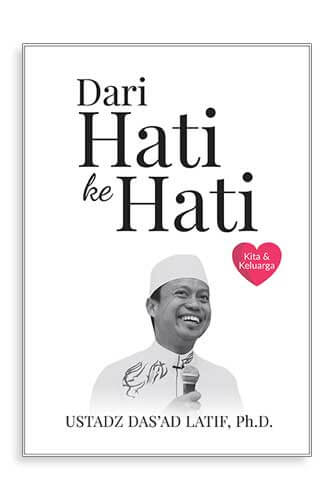 Dari
Hati
ke Hati
Kita &
Keluarga
USTADZ DAS'AD LATIF, Ph.D.